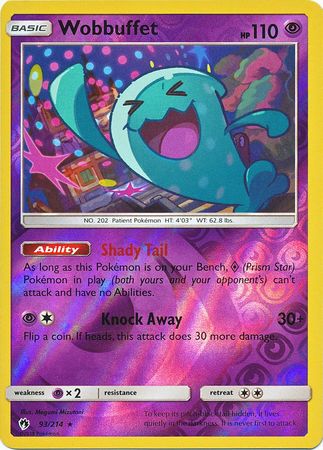 BASIC
Wobbuffet HP 110
NO. 202 Patient Pokémon HT: 4'03" WT: 62.8 lbs.
Ability Shady Tail
As long as this Pokémon is on your Bench, ◇ (Prism Star)
Pokémon in play (both yours and your opponent's) can't
attack and have no Abilities.
Knock Away 30+
Flip a coin. If heads, this attack does 30 more damage.
weakness ×2 resistance retreat
Illus. Megumi Mizutani
93/214 ★
To keep its pitch-black tail hidden, it lives
quietly in the darkness. It is never first to attack.
©2018 Pokémon